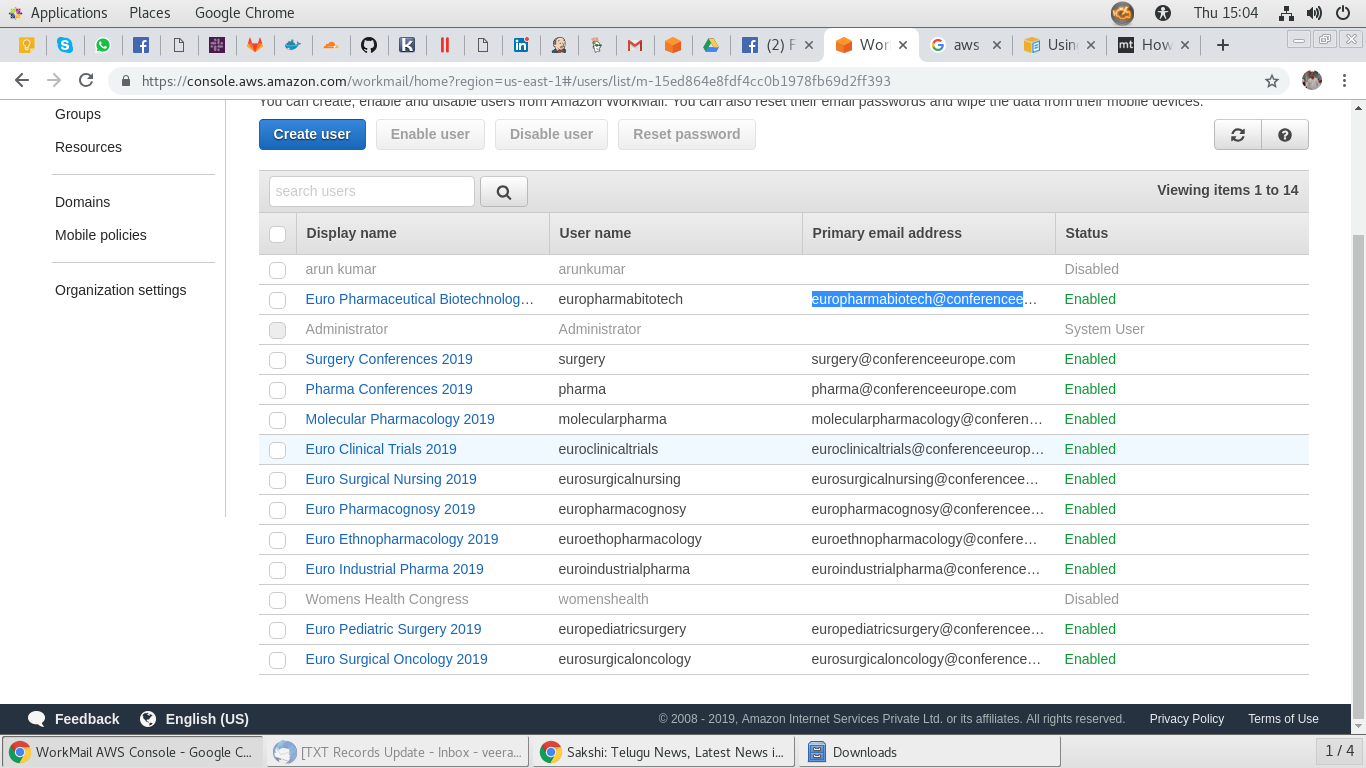 Applications Places Google Chrome Thu 15:04
(2) F Wor aws Usin How
https://console.aws.amazon.com/workmail/home?region=us-east-1#/users/list/m-15ed864e8fdf4cc0b1978fb69d2ff393
You can create, enable and disable users from Amazon WorkMail. You can also reset their email passwords and wipe the data from their mobile devices.
Groups
Resources
Domains
Mobile policies
Organization settings
Create user Enable user Disable user Reset password
search users Viewing items 1 to 14
Display name User name Primary email address Status
arun kumar arunkumar Disabled
Euro Pharmaceutical Biotechnolog… europharmabitotech europharmabiotech@conferencee… Enabled
Administrator Administrator System User
Surgery Conferences 2019 surgery surgery@conferenceeurope.com Enabled
Pharma Conferences 2019 pharma pharma@conferenceeurope.com Enabled
Molecular Pharmacology 2019 molecularpharma molecularpharmacology@conferen… Enabled
Euro Clinical Trials 2019 euroclinicaltrials euroclinicaltrials@conferenceeurop… Enabled
Euro Surgical Nursing 2019 eurosurgicalnursing eurosurgicalnursing@conferencee… Enabled
Euro Pharmacognosy 2019 europharmacognosy europharmacognosy@conferencee… Enabled
Euro Ethnopharmacology 2019 euroethopharmacology euroethnopharmacology@confere… Enabled
Euro Industrial Pharma 2019 euroindustrialpharma euroindustrialpharma@conference… Enabled
Womens Health Congress womenshealth Disabled
Euro Pediatric Surgery 2019 europediatricsurgery europediatricsurgery@conferencee… Enabled
Euro Surgical Oncology 2019 eurosurgicaloncology eurosurgicaloncology@conference… Enabled
Feedback English (US) © 2008 - 2019, Amazon Internet Services Private Ltd. or its affiliates. All rights reserved. Privacy Policy Terms of Use
WorkMail AWS Console - Google C... [TXT Records Update - Inbox - veera... Sakshi: Telugu News, Latest News i... Downloads 1 / 4